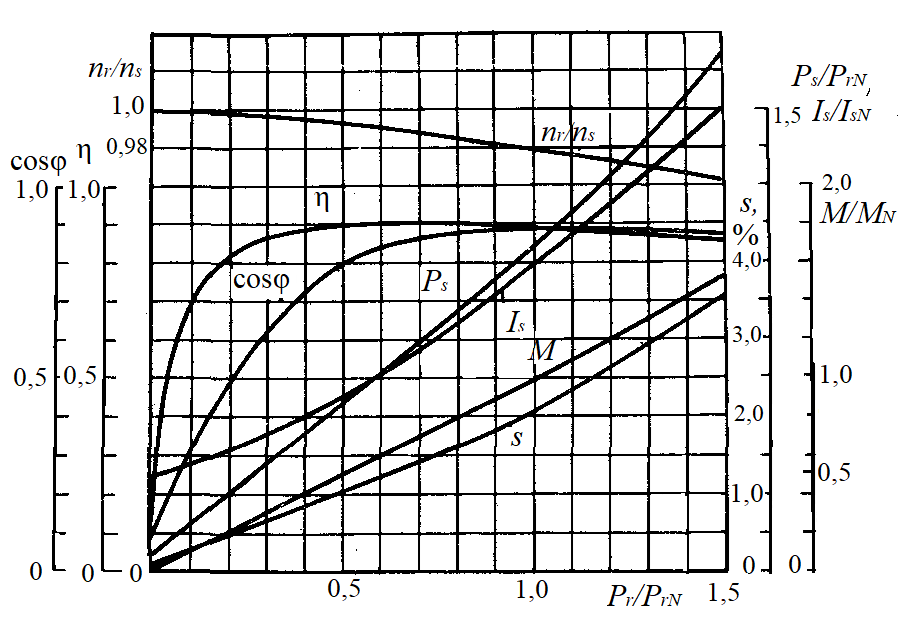 nr/ns
Ps/PrN,
1,0
1,5 Is/IsN
nr/ns
0,98
cosφ η
1,0 1,0
2,0
η
s,
M/MN
%
4,0
cosφ
Ps
Is
3,0
M
0,5 0,5
1,0
2,0
s
0,5
1,0
0 0 0
0 0
0,5
1,0
Pr/PrN
1,5